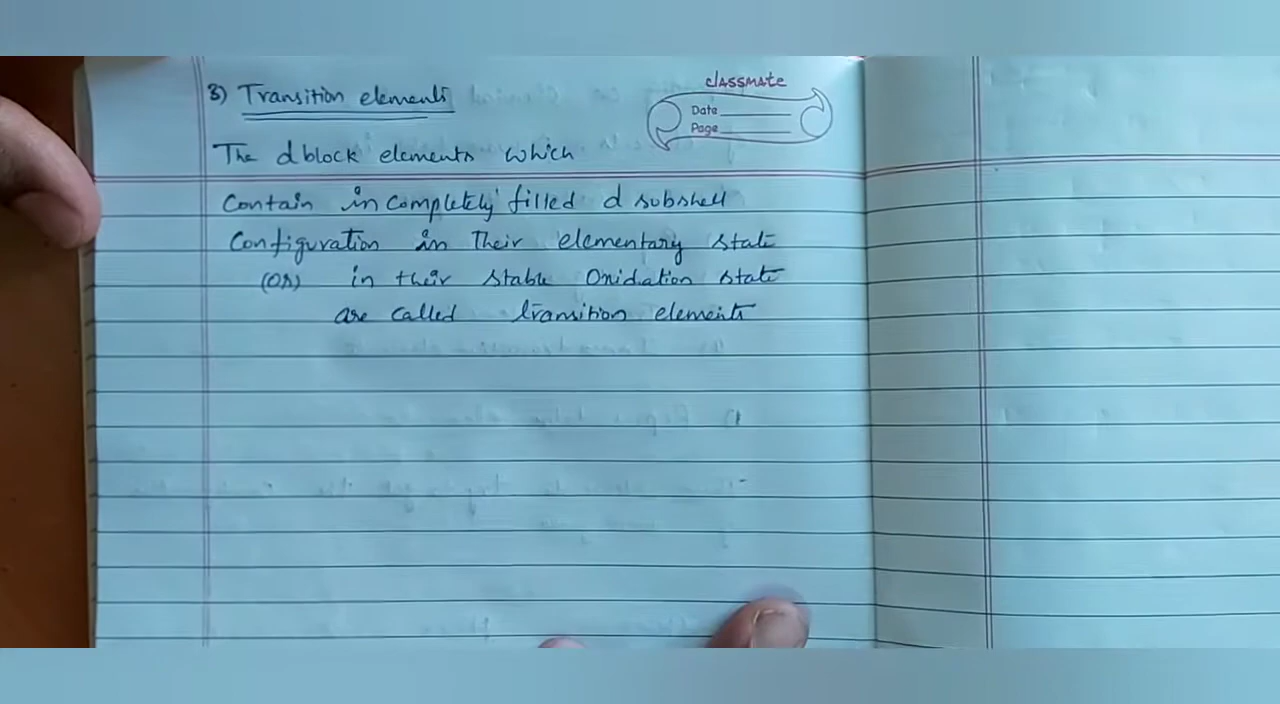 3) Transition elements
classmate
Date
Page
The d block elements which
Contain incompletely filled d subshell
Configuration in Their elementary state
(OR) in their stable Oxidation state
are called transition elements